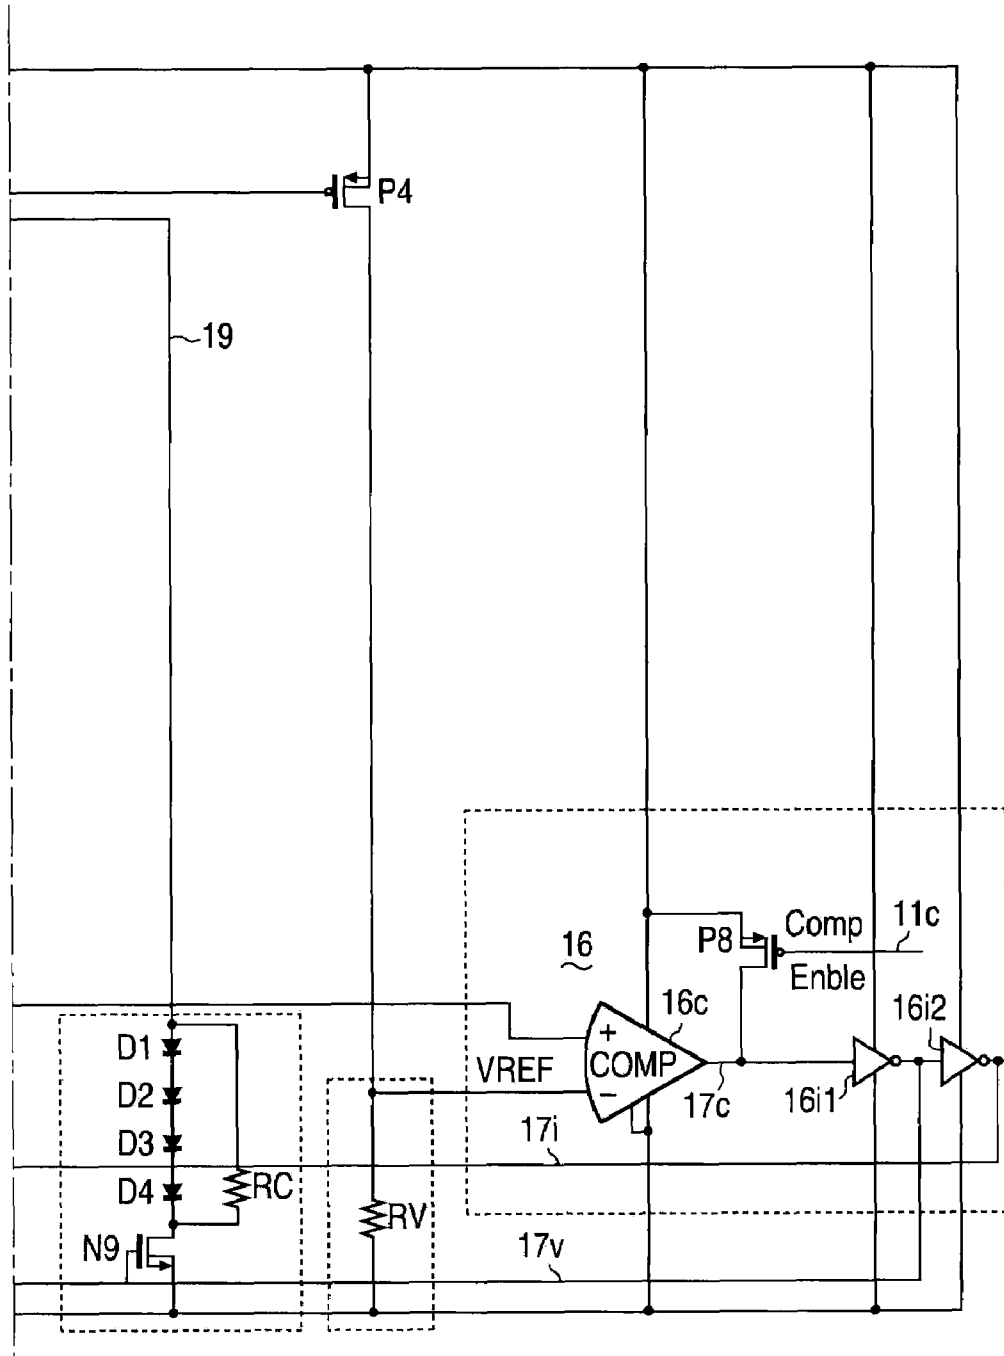 P4
19
Comp
11c
P8
Enble
16
16c
16i2
D1
+
COMP
VREF
D2
−
17c
16i1
D3
17i
D4
RC
RV
N9
17v